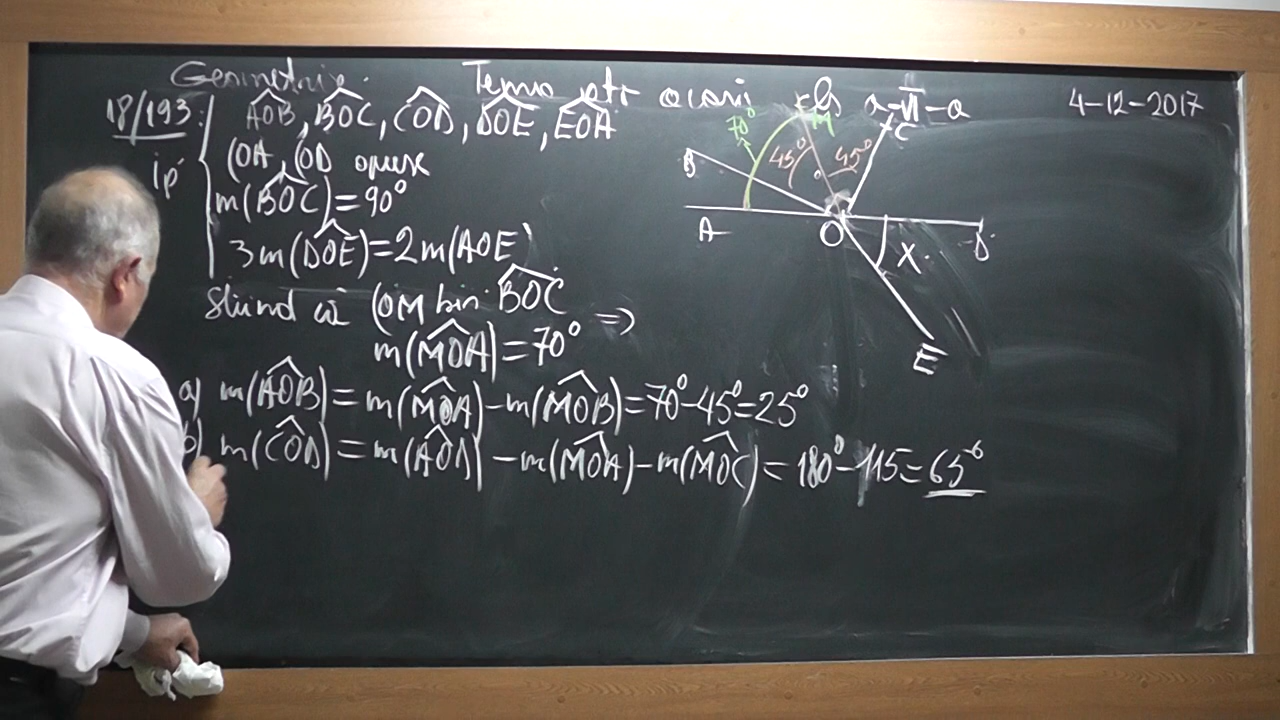 Geometrie. Tema ptr acasă cls a-VI-a 4-12-2017
18/193: AOB, BOC, COD, DOE, EOA
ip (OA, (OD opuse
m(BOC)=90°
3m(DOE)=2m(AOE)
Știind că (OM bis. BOC =>
m(MOA)=70°
a) m(AOB)=m(MOA)-m(MOB)=70°-45°=25°
b) m(COD)=m(AOD)-m(MOA)-m(MOC)=180°-115=65°
70° M C
B 45° 45°
A O D
X
E